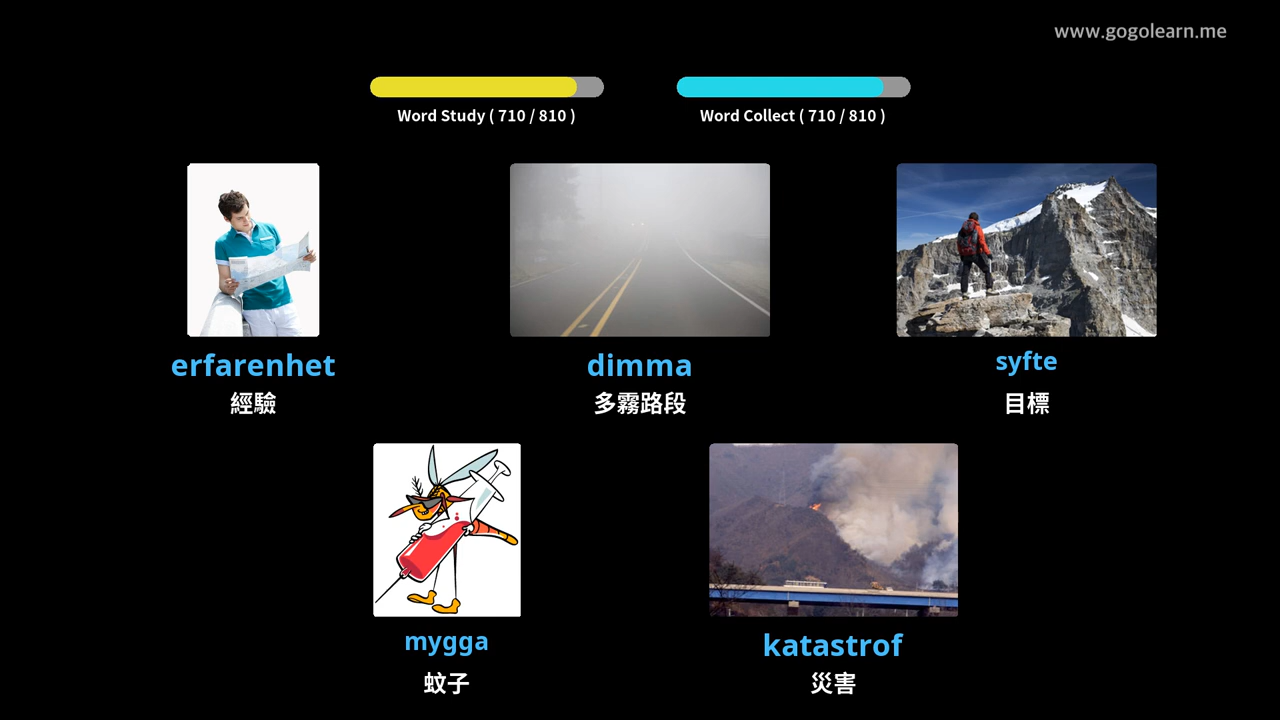 www.gogolearn.me
Word Study ( 710 / 810 )
Word Collect ( 710 / 810 )
erfarenhet
經驗
dimma
多霧路段
syfte
目標
mygga
蚊子
katastrof
災害